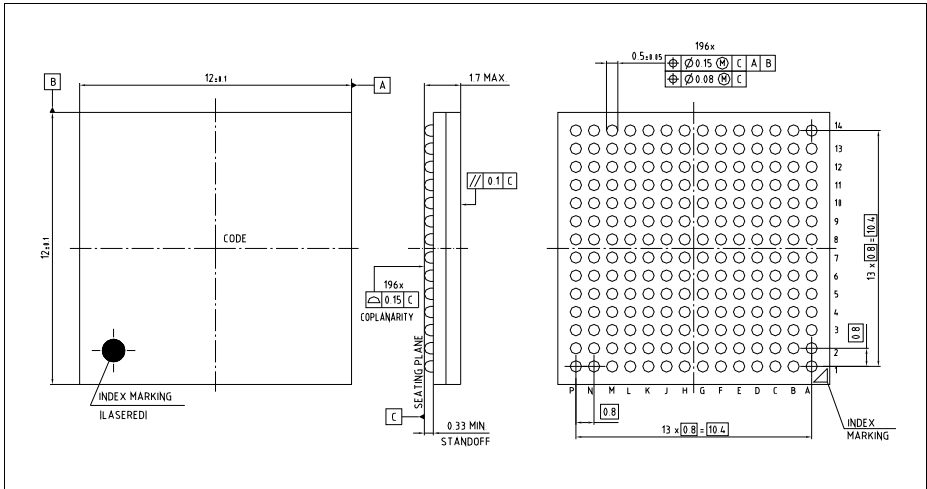 B
12±0.1
A
12±0.1
CODE
INDEX MARKING
(LASERED)
1.7 MAX.
// 0.1 C
196x
0.15 C
COPLANARITY
SEATING PLANE
C
0.33 MIN.
STANDOFF
196x
0.5±0.05
⌖ Ø0.15 Ⓜ C A B
⌖ Ø0.08 Ⓜ C
14
13
12
11
10
9
8
7
6
5
4
3
2
1
13 x 0.8 = 10.4
0.8
P N M L K J H G F E D C B A
0.8
13 x 0.8 = 10.4
INDEX
MARKING